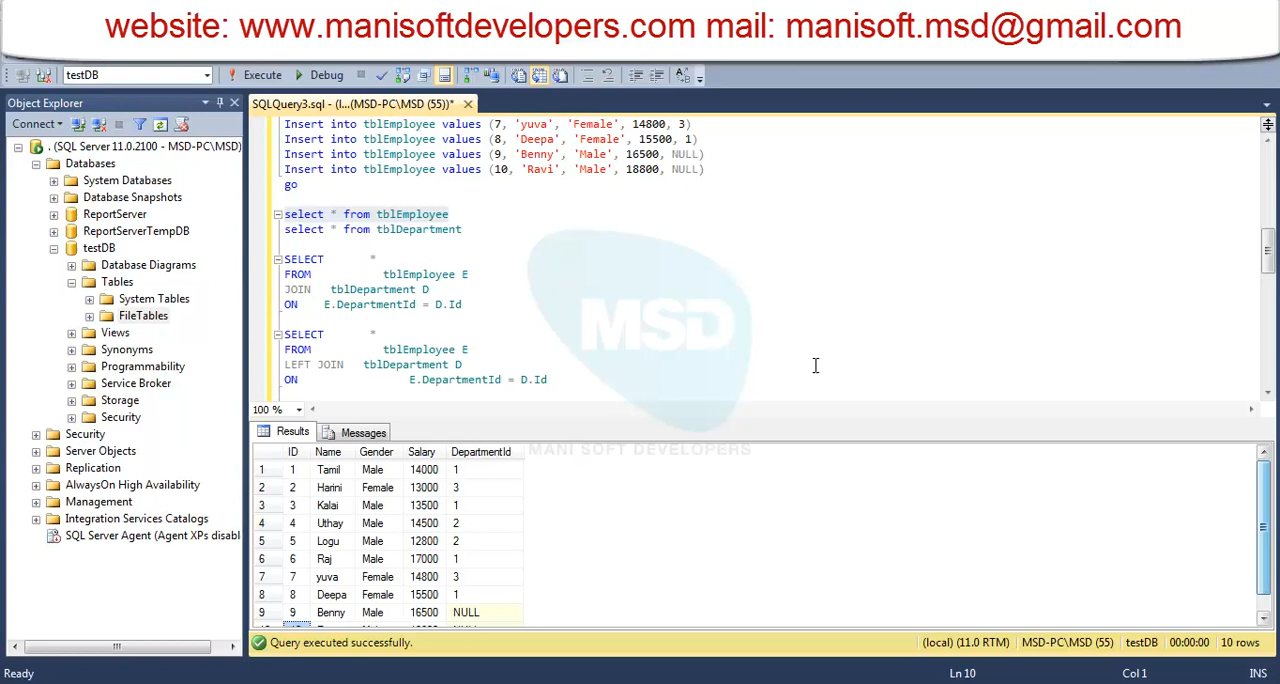 website: www.manisoftdevelopers.com mail: manisoft.msd@gmail.com
testDB Execute Debug
Object Explorer
Connect
. (SQL Server 11.0.2100 - MSD-PC\MSD)
Databases
System Databases
Database Snapshots
ReportServer
ReportServerTempDB
testDB
Database Diagrams
Tables
System Tables
FileTables
Views
Synonyms
Programmability
Service Broker
Storage
Security
Security
Server Objects
Replication
AlwaysOn High Availability
Management
Integration Services Catalogs
SQL Server Agent (Agent XPs disabl
SQLQuery3.sql - (l...(MSD-PC\MSD (55))*
Insert into tblEmployee values (7, 'yuva', 'Female', 14800, 3)
Insert into tblEmployee values (8, 'Deepa', 'Female', 15500, 1)
Insert into tblEmployee values (9, 'Benny', 'Male', 16500, NULL)
Insert into tblEmployee values (10, 'Ravi', 'Male', 18800, NULL)
go
select * from tblEmployee
select * from tblDepartment
SELECT *
FROM tblEmployee E
JOIN tblDepartment D
ON E.DepartmentId = D.Id
SELECT *
FROM tblEmployee E
LEFT JOIN tblDepartment D
ON E.DepartmentId = D.Id
MSD
MANI SOFT DEVELOPERS
100 %
Results Messages
ID Name Gender Salary DepartmentId
1 1 Tamil Male 14000 1
2 2 Harini Female 13000 3
3 3 Kalai Male 13500 1
4 4 Uthay Male 14500 2
5 5 Logu Male 12800 2
6 6 Raj Male 17000 1
7 7 yuva Female 14800 3
8 8 Deepa Female 15500 1
9 9 Benny Male 16500 NULL
Query executed successfully. (local) (11.0 RTM) MSD-PC\MSD (55) testDB 00:00:00 10 rows
Ready Ln 10 Col 1 INS